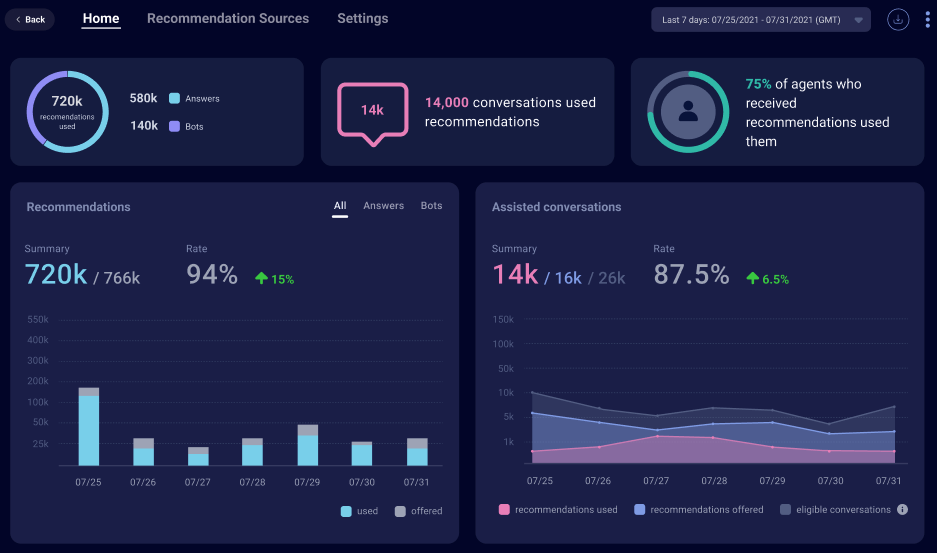 Back
Home
Recommendation Sources
Settings
Last 7 days: 07/25/2021 - 07/31/2021 (GMT)
720k
recomendations
used
580k Answers
140k Bots
14k
14,000 conversations used
recommendations
75% of agents who
received
recommendations used
them
Recommendations
All Answers Bots
Summary
720k / 766k
Rate
94% 15%
550k
400k
300k
200k
100k
50k
25k
07/25 07/26 07/27 07/28 07/29 07/30 07/31
used offered
Assisted conversations
Summary
14k / 16k / 26k
Rate
87.5% 6.5%
150k
100k
50k
10k
5k
1k
07/25 07/26 07/27 07/28 07/29 07/30 07/31
recommendations used recommendations offered eligible conversations i